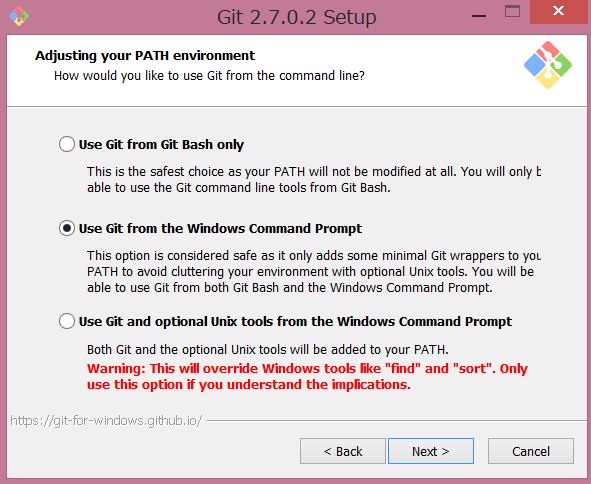 Git 2.7.0.2 Setup
Adjusting your PATH environment
How would you like to use Git from the command line?
Use Git from Git Bash only
This is the safest choice as your PATH will not be modified at all. You will only b
able to use the Git command line tools from Git Bash.
Use Git from the Windows Command Prompt
This option is considered safe as it only adds some minimal Git wrappers to you
PATH to avoid cluttering your environment with optional Unix tools. You will be
able to use Git from both Git Bash and the Windows Command Prompt.
Use Git and optional Unix tools from the Windows Command Prompt
Both Git and the optional Unix tools will be added to your PATH.
Warning: This will override Windows tools like "find" and "sort". Only
use this option if you understand the implications.
https://git-for-windows.github.io/
< Back Next > Cancel